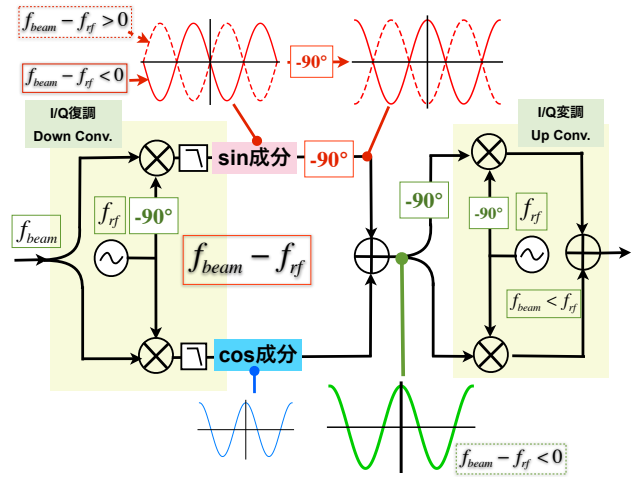 f_beam − f_rf > 0
f_beam − f_rf < 0
-90°
I/Q復調
Down Conv.
I/Q変調
Up Conv.
sin成分
-90°
f_beam
f_rf
-90°
f_beam − f_rf
-90°
-90°
f_rf
f_beam < f_rf
cos成分
f_beam − f_rf < 0